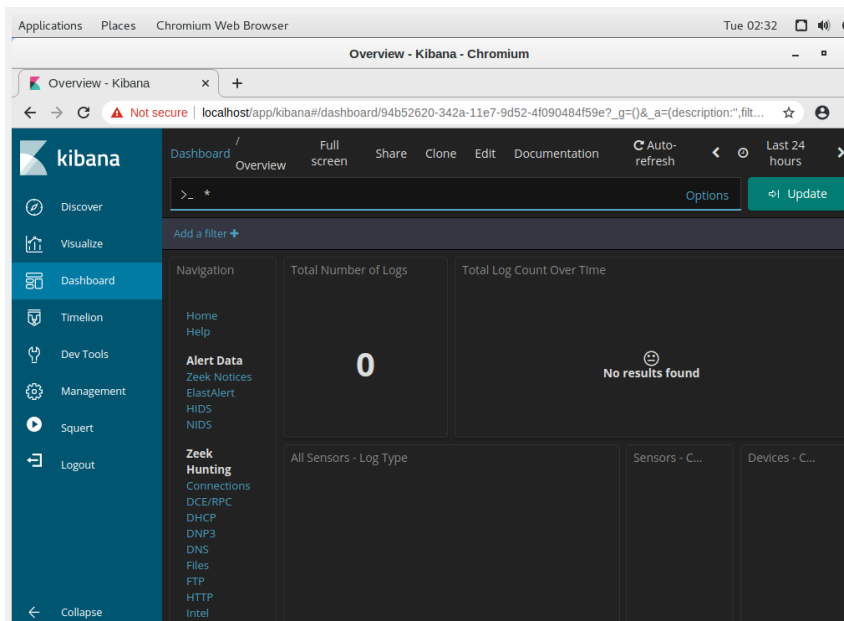 Applications Places Chromium Web Browser Tue 02:32
Overview - Kibana - Chromium
Overview - Kibana × +
Not secure | localhost/app/kibana#/dashboard/94b52620-342a-11e7-9d52-4f090484f59e?_g=()&_a=(description:'',filt...
kibana
Discover
Visualize
Dashboard
Timelion
Dev Tools
Management
Squert
Logout
Collapse
Dashboard / Overview
Full screen
Share Clone Edit Documentation
Auto-refresh
Last 24 hours
>_ *
Options
Update
Add a filter +
Navigation
Home
Help
Alert Data
Zeek Notices
ElastAlert
HIDS
NIDS
Zeek Hunting
Connections
DCE/RPC
DHCP
DNP3
DNS
Files
FTP
HTTP
Intel
Total Number of Logs
0
Total Log Count Over Time
No results found
All Sensors - Log Type
Sensors - C...
Devices - C...